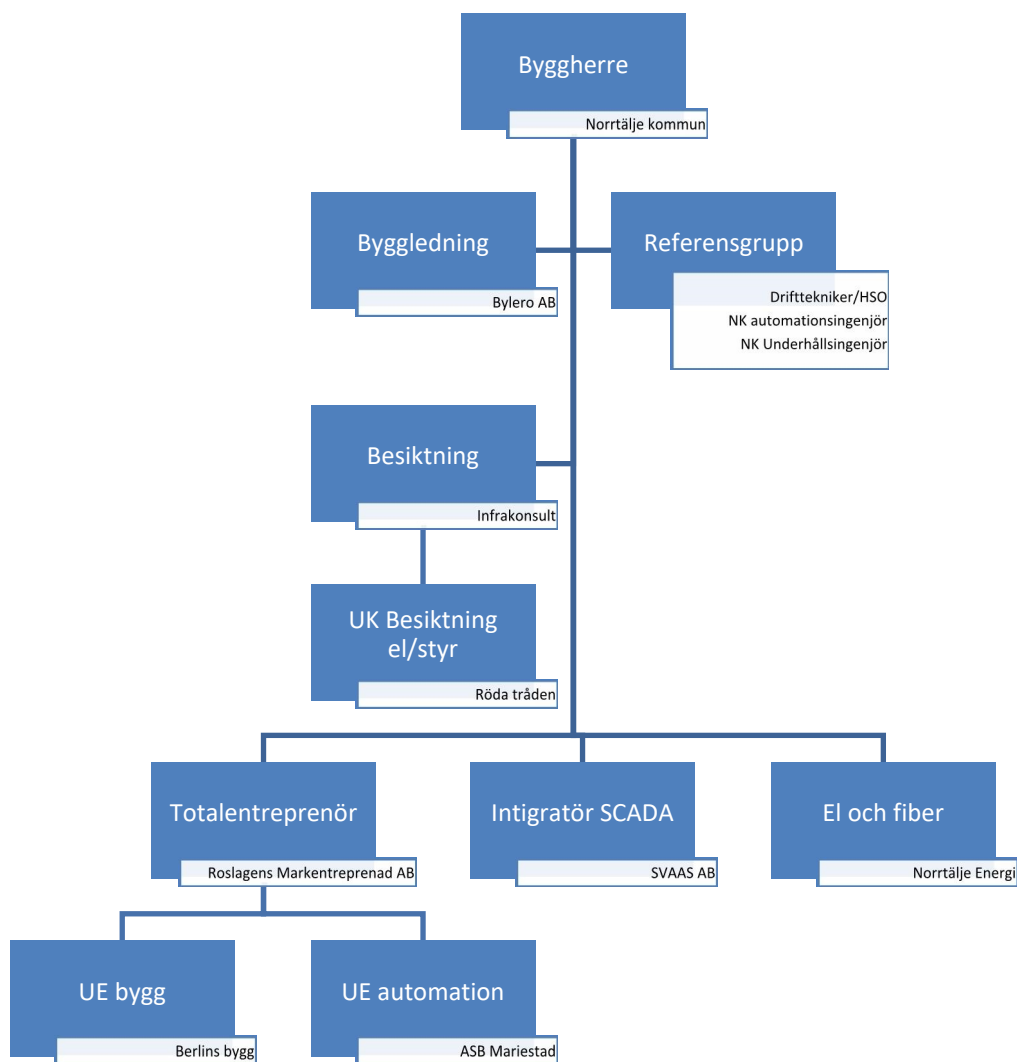 Byggherre
Norrtälje kommun
Byggledning
Bylero AB
Referensgrupp
Drifttekniker/HSO
NK automationsingenjör
NK Underhållsingenjör
Besiktning
Infrakonsult
UK Besiktning
el/styr
Röda tråden
Totalentreprenör
Roslagens Markentreprenad AB
Intigratör SCADA
SVAAS AB
El och fiber
Norrtälje Energi
UE bygg
Berlins bygg
UE automation
ASB Mariestad